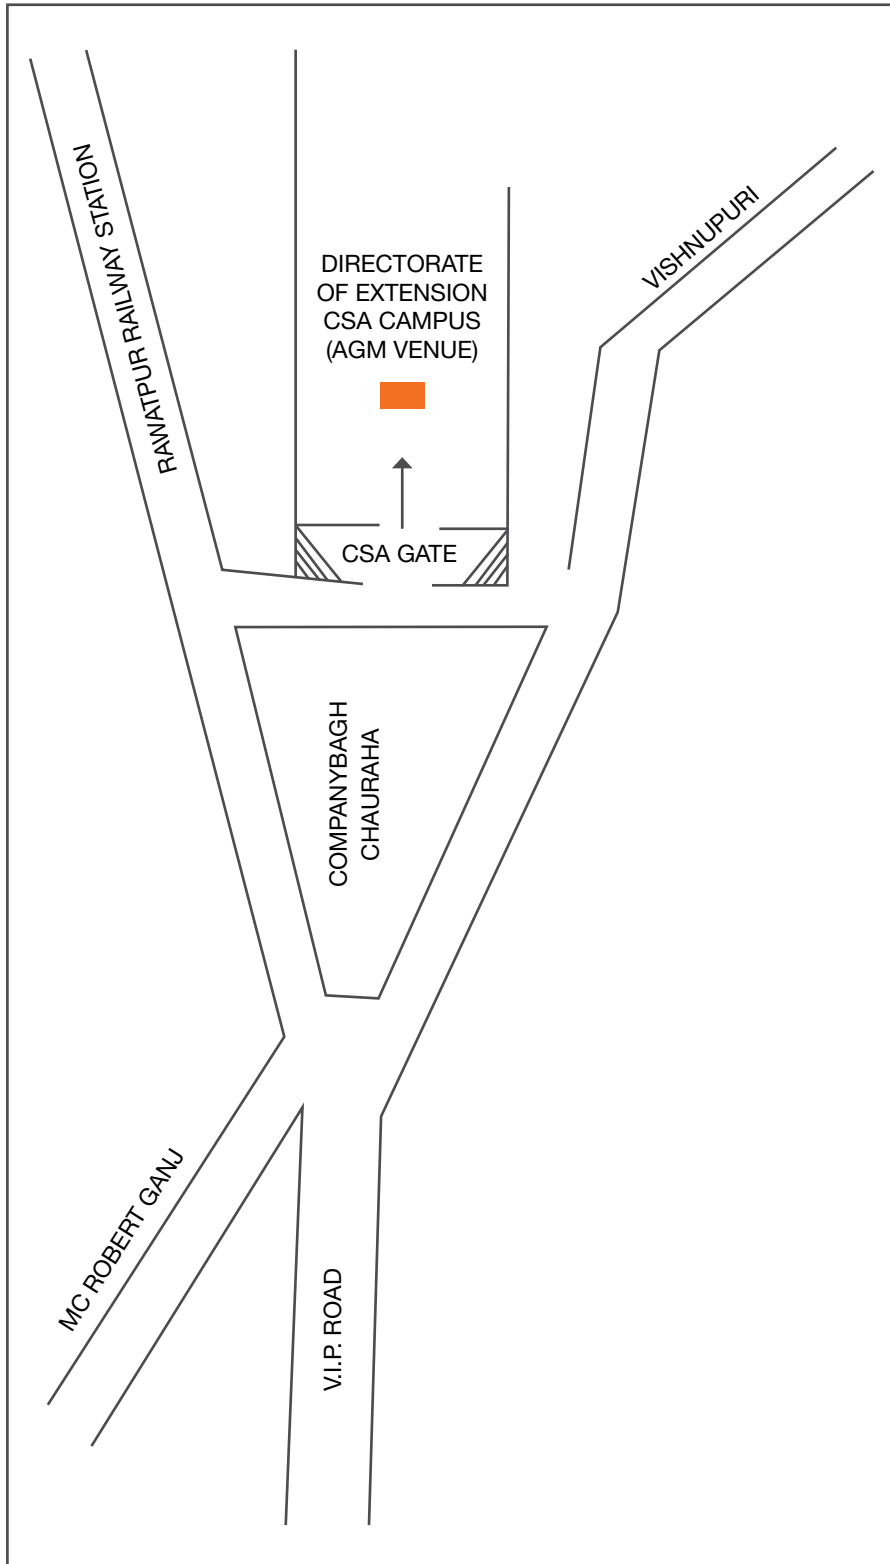 RAWATPUR RAILWAY STATION
VISHNUPURI
DIRECTORATE
OF EXTENSION
CSA CAMPUS
(AGM VENUE)
CSA GATE
COMPANYBAGH
CHAURAHA
MC ROBERT GANJ
V.I.P. ROAD